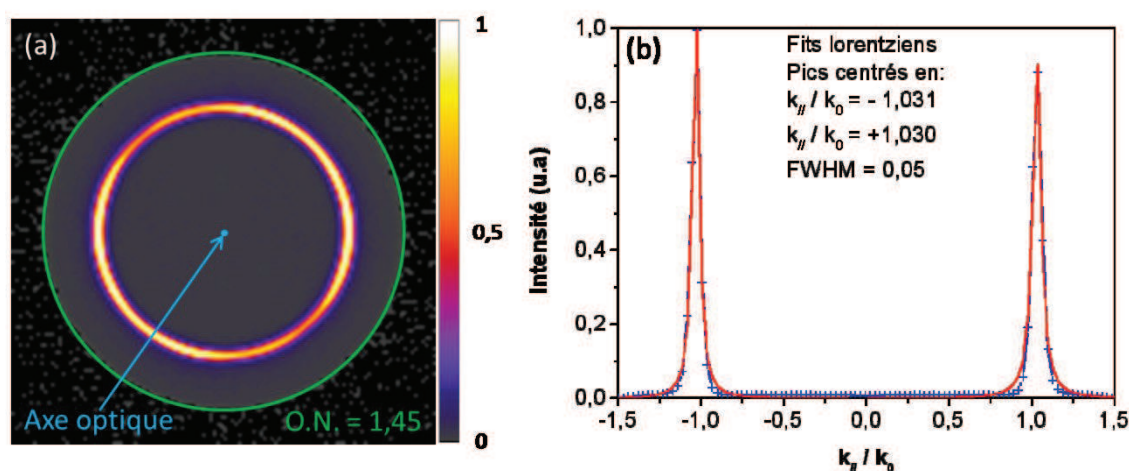 (a)
1
0,5
0
Axe optique
O.N. = 1,45
(b)
Fits lorentziens
Pics centrés en:
k// / k0 = - 1,031
k// / k0 = +1,030
FWHM = 0,05
Intensité (u.a)
1,0
0,8
0,6
0,4
0,2
0,0
-1,5 -1,0 -0,5 0,0 0,5 1,0 1,5
k// / k0